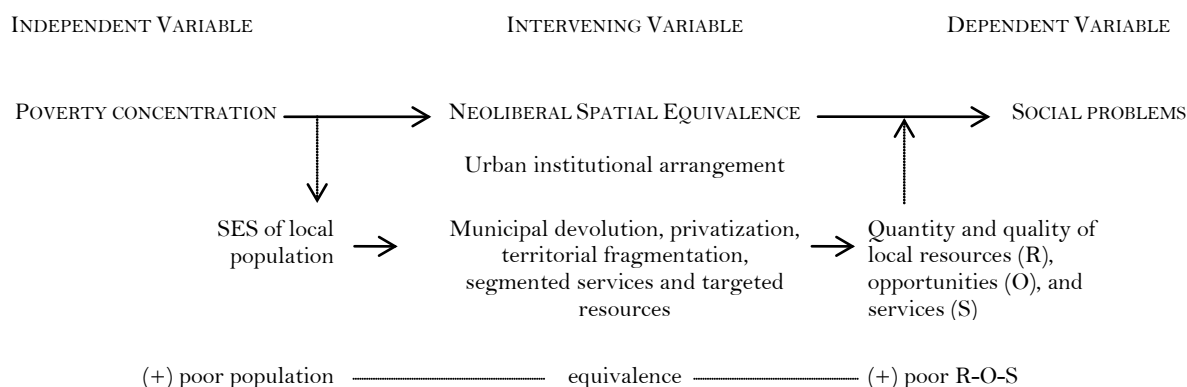 INDEPENDENT VARIABLE INTERVENING VARIABLE DEPENDENT VARIABLE
POVERTY CONCENTRATION NEOLIBERAL SPATIAL EQUIVALENCE SOCIAL PROBLEMS
Urban institutional arrangement
SES of local
population
Municipal devolution, privatization,
territorial fragmentation,
segmented services and targeted
resources
Quantity and quality of
local resources (R),
opportunities (O), and
services (S)
(+) poor population equivalence (+) poor R-O-S